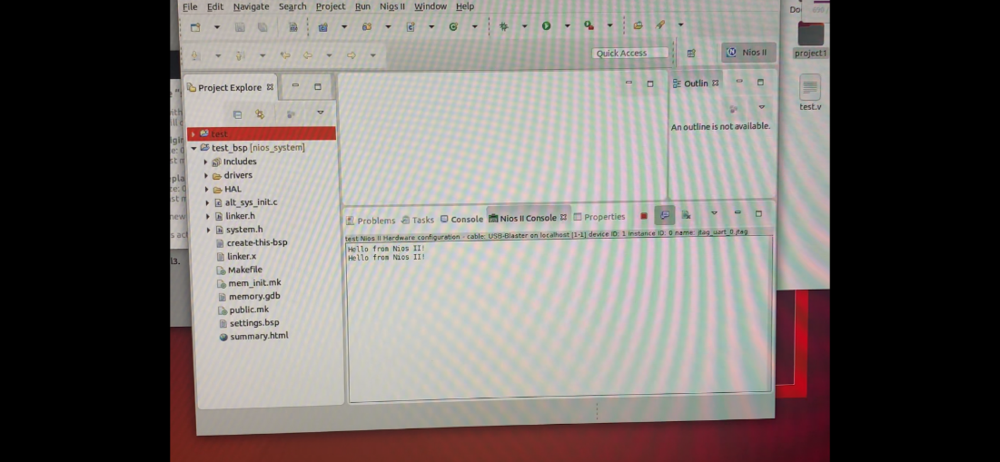 File Edit Navigate Search Project Run Nios II Window Help
Quick Access
Nios II
project1
test.v
Project Explore
Outlin
An outline is not available.
test
test_bsp [nios_system]
Includes
drivers
HAL
alt_sys_init.c
linker.h
system.h
create-this-bsp
linker.x
Makefile
mem_init.mk
memory.gdb
public.mk
settings.bsp
summary.html
Problems Tasks Console Nios II Console Properties
test Nios II Hardware configuration - cable: USB-Blaster on localhost [1-1] device ID: 1 instance ID: 0 name: jtag_uart_0.jtag
Hello from Nios II!
Hello from Nios II!